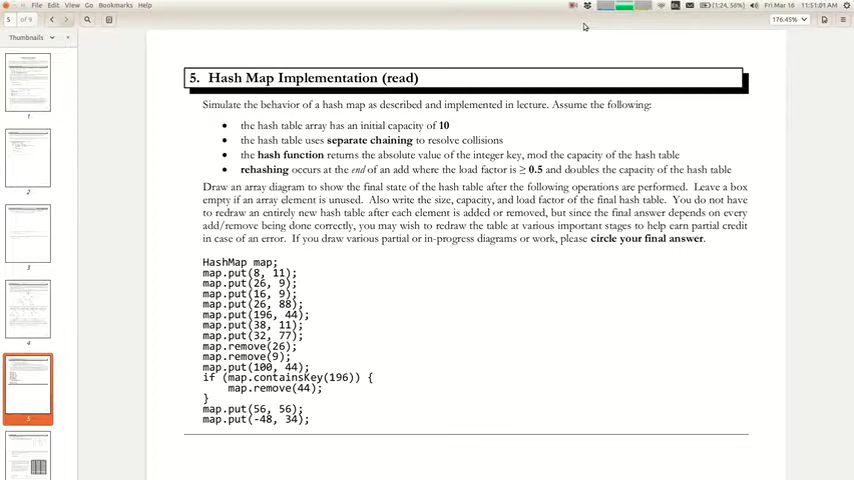 File Edit View Go Bookmarks Help
(1:24, 56%)
Fri Mar 16
11:51:01 AM
5 of 9
176.45%
Thumbnails
1
2
3
4
5
5. Hash Map Implementation (read)
Simulate the behavior of a hash map as described and implemented in lecture. Assume the following:
• the hash table array has an initial capacity of 10
• the hash table uses separate chaining to resolve collisions
• the hash function returns the absolute value of the integer key, mod the capacity of the hash table
• rehashing occurs at the end of an add where the load factor is ≥ 0.5 and doubles the capacity of the hash table
Draw an array diagram to show the final state of the hash table after the following operations are performed. Leave a box
empty if an array element is unused. Also write the size, capacity, and load factor of the final hash table. You do not have
to redraw an entirely new hash table after each element is added or removed, but since the final answer depends on every
add/remove being done correctly, you may wish to redraw the table at various important stages to help earn partial credit
in case of an error. If you draw various partial or in-progress diagrams or work, please circle your final answer.
HashMap map;
map.put(8, 11);
map.put(26, 9);
map.put(16, 9);
map.put(26, 88);
map.put(196, 44);
map.put(38, 11);
map.put(32, 77);
map.remove(26);
map.remove(9);
map.put(100, 44);
if (map.containsKey(196)) {
map.remove(44);
}
map.put(56, 56);
map.put(-48, 34);